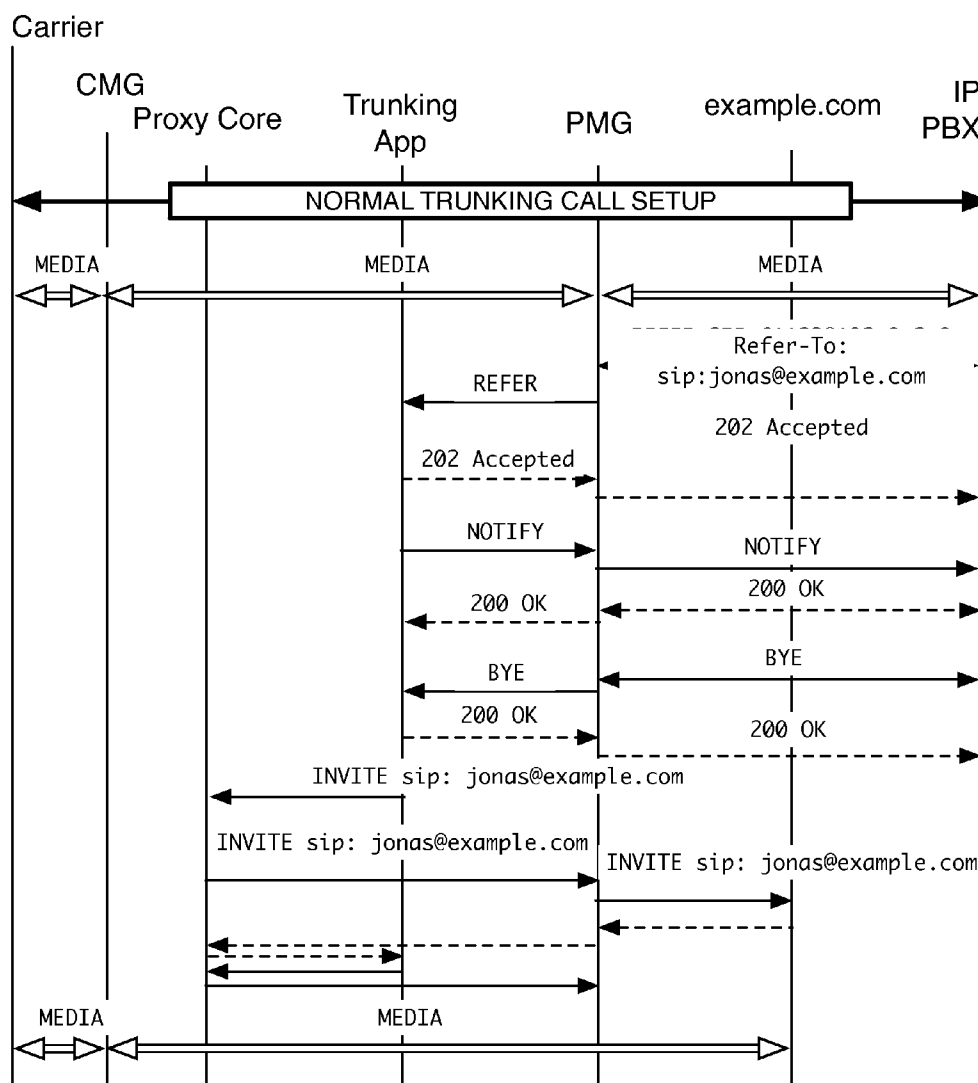 Carrier
CMG
Proxy Core
Trunking
App
PMG
example.com
IP
PBX
NORMAL TRUNKING CALL SETUP
MEDIA
MEDIA
MEDIA
Refer-To:
sip:jonas@example.com
REFER
202 Accepted
202 Accepted
NOTIFY
NOTIFY
200 OK
200 OK
BYE
BYE
200 OK
200 OK
INVITE sip: jonas@example.com
INVITE sip: jonas@example.com
INVITE sip: jonas@example.com
MEDIA
MEDIA